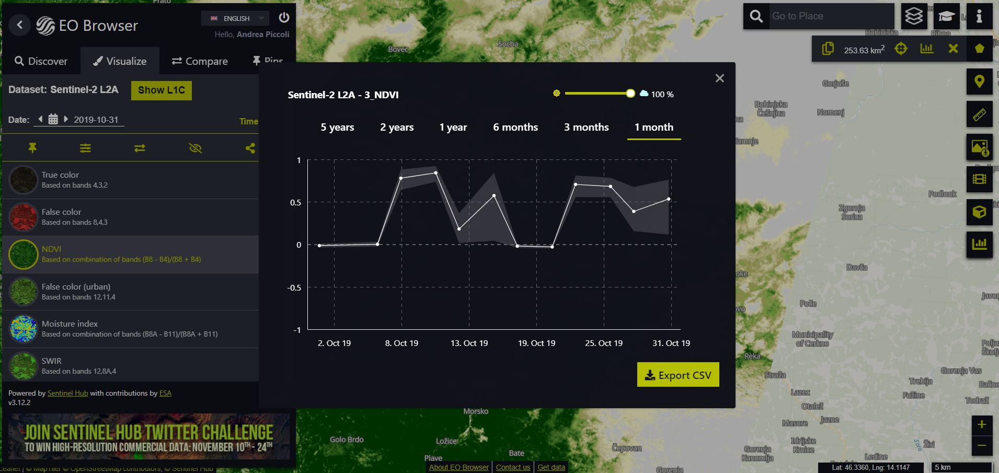 Prato
EO Browser
ENGLISH
Hello, Andrea Piccoli
Discover
Visualize
Compare
Pins
Dataset: Sentinel-2 L2A
Show L1C
Date:
2019-10-31
Time
True color
Based on bands 4,3,2
False color
Based on bands 8,4,3
NDVI
Based on combination of bands (B8 - B4)/(B8 + B4)
False color (urban)
Based on bands 12,11,4
Moisture index
Based on combination of bands (B8A - B11)/(B8A + B11)
SWIR
Based on bands 12,8A,4
Powered by Sentinel Hub with contributions by ESA
v3.12.2
JOIN SENTINEL HUB TWITTER CHALLENGE
TO WIN HIGH-RESOLUTION COMMERCIAL DATA: NOVEMBER 10TH - 24TH
Leaflet | © MapTiler © OpenStreetMap contributors, © Sentinel Hub
Sentinel-2 L2A - 3_NDVI
100 %
5 years
2 years
1 year
6 months
3 months
1 month
1
0.5
0
-0.5
-1
2. Oct 19
8. Oct 19
13. Oct 19
19. Oct 19
25. Oct 19
31. Oct 19
Export CSV
Go to Place
253.63 km2
Bovec
Socha
Bohinjska
Ribno
Gorjuše
Bohinjska
Češnjica
Nomenj
Kamnje
Podlonk
Zgornja
Sorica
Davča
Poče
Municipality
of Cerkno
Reka
Straža
Gorenja Vas
Trebija
Fužine
Todraž
Lazec
Otalež
Masore
Jazne
Idrijske
Krnice
Žiri
Sora
Gorenja
Kanomlja
Ledine
Morsko
Golo Brdo
Ložice
Bate
Plave
Čepovan
Gorenja
About EO Browser
Contact us
Get data
Lat: 46.3360, Lng: 14.1147
5 km